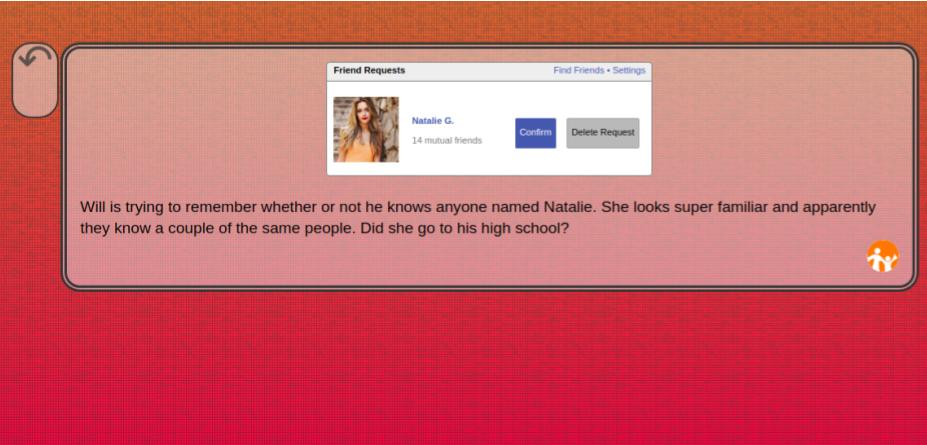 Friend Requests
Find Friends • Settings
Natalie G.
14 mutual friends
Confirm
Delete Request
Will is trying to remember whether or not he knows anyone named Natalie. She looks super familiar and apparently
they know a couple of the same people. Did she go to his high school?